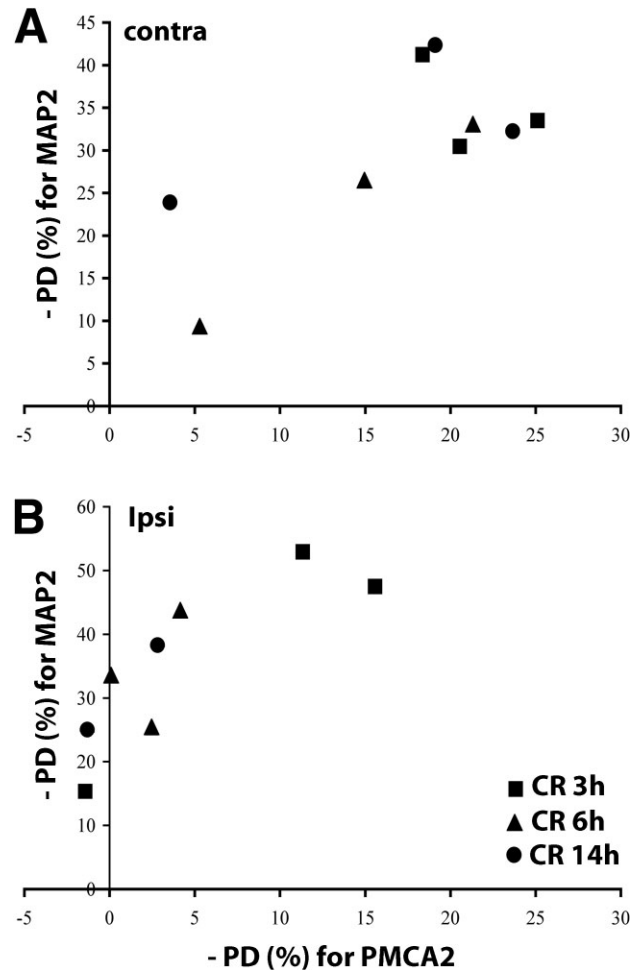 A
contra
- PD (%) for MAP2
45
40
35
30
25
20
15
10
5
0
-5 0 5 10 15 20 25 30
B
Ipsi
- PD (%) for MAP2
60
50
40
30
20
10
0
CR 3h
CR 6h
CR 14h
-5 0 5 10 15 20 25 30
- PD (%) for PMCA2